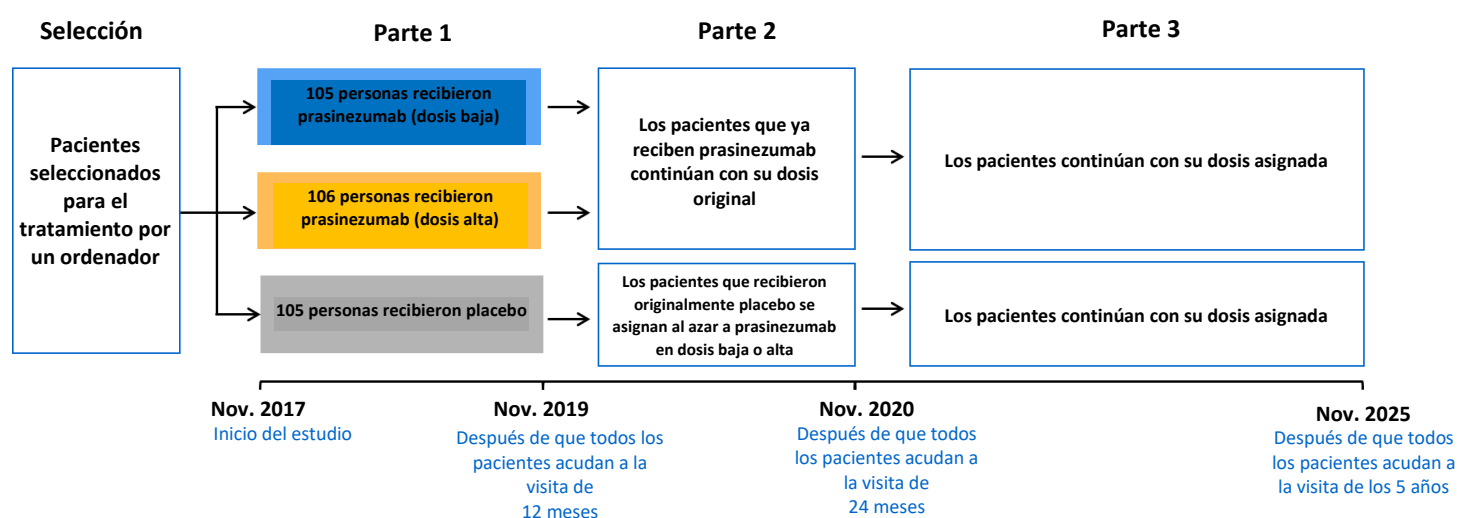 Selección
Parte 1
Parte 2
Parte 3
Pacientes
seleccionados
para el
tratamiento por
un ordenador
105 personas recibieron
prasinezumab (dosis baja)
106 personas recibieron
prasinezumab (dosis alta)
105 personas recibieron placebo
Los pacientes que ya
reciben prasinezumab
continúan con su dosis
original
Los pacientes que recibieron
originalmente placebo se
asignan al azar a prasinezumab
en dosis baja o alta
Los pacientes continúan con su dosis asignada
Los pacientes continúan con su dosis asignada
Nov. 2017
Inicio del estudio
Nov. 2019
Después de que todos los
pacientes acudan a la
visita de
12 meses
Nov. 2020
Después de que todos
los pacientes acudan a
la visita de
24 meses
Nov. 2025
Después de que todos
los pacientes acudan a
la visita de los 5 años